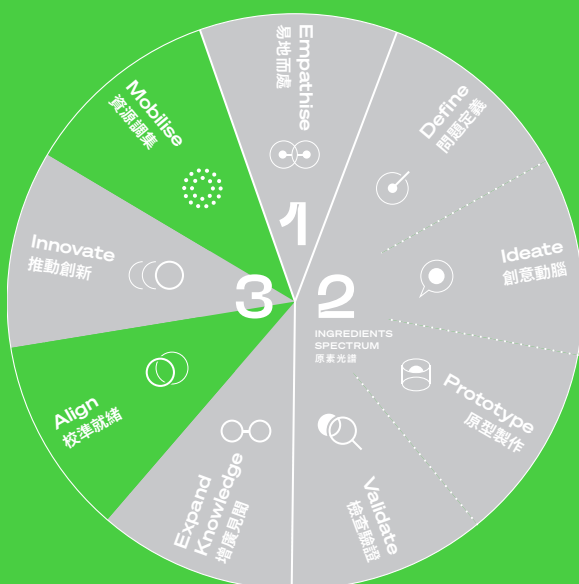 Empathise
易地而處
1
Define
問題定義
Ideate
創意動腦
2
INGREDIENTS
SPECTRUM
原素光譜
Prototype
原型製作
Validate
檢查驗證
Expand
Knowledge
增廣見聞
Align
校準就緒
3
Innovate
推動創新
Mobilise
資源調集